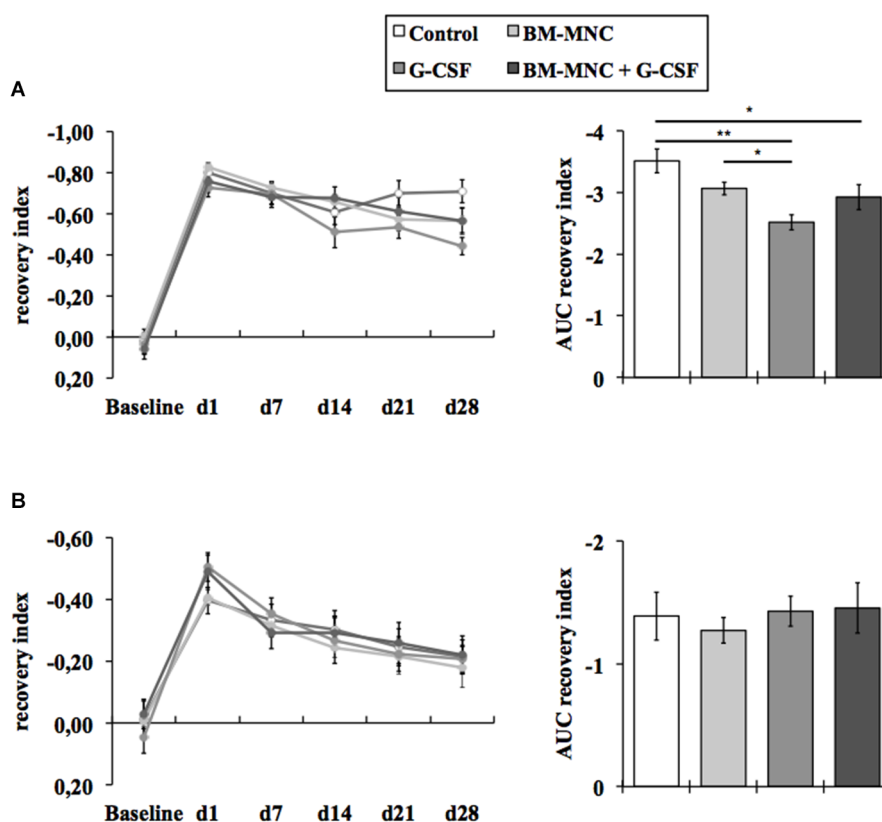 Control BM-MNC
G-CSF BM-MNC + G-CSF
A
recovery index
-1,00
-0,80
-0,60
-0,40
-0,20
0,00
0,20
Baseline d1 d7 d14 d21 d28
AUC recovery index
-4
-3
-2
-1
0
*
**
*
B
recovery index
-0,60
-0,40
-0,20
0,00
0,20
Baseline d1 d7 d14 d21 d28
AUC recovery index
-2
-1
0